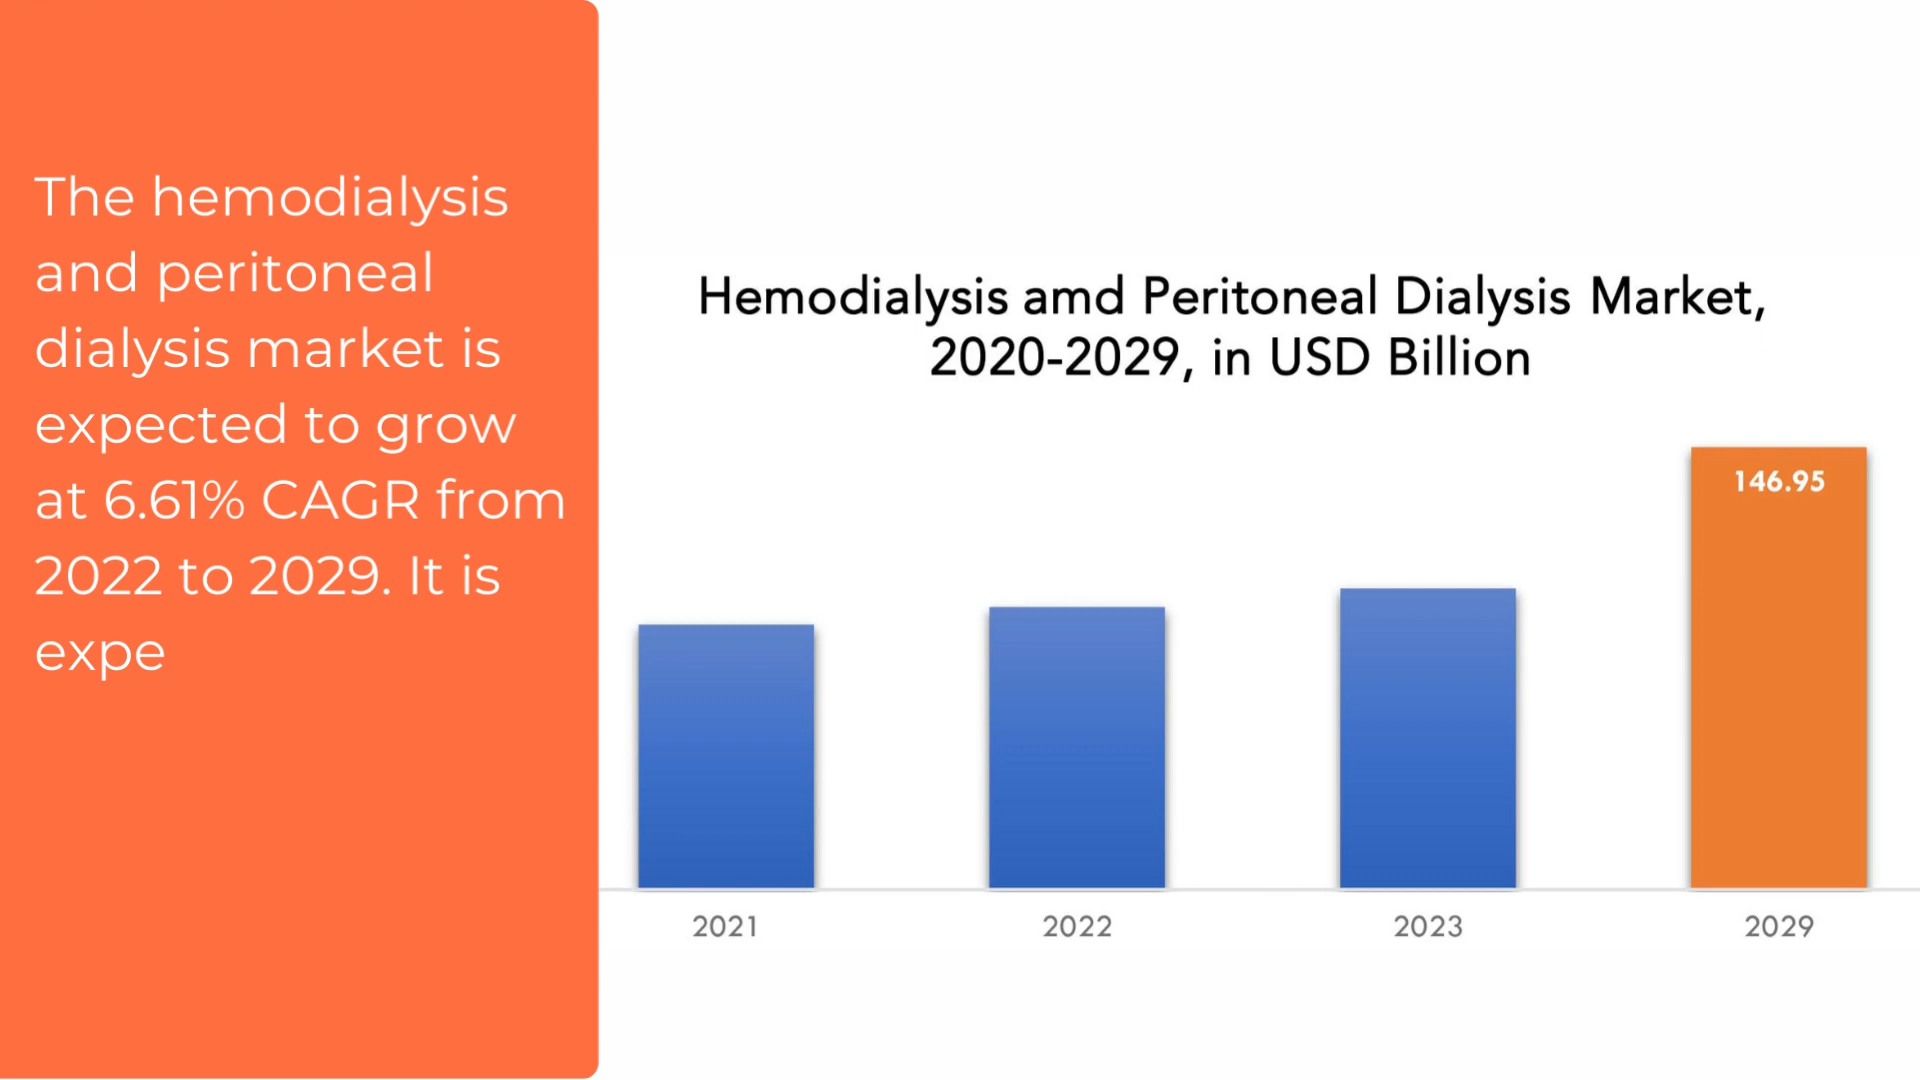 The hemodialysis
and peritoneal
dialysis market is
expected to grow
at 6.61% CAGR from
2022 to 2029. It is
expe
Hemodialysis amd Peritoneal Dialysis Market,
2020-2029, in USD Billion
146.95
2021 2022 2023 2029